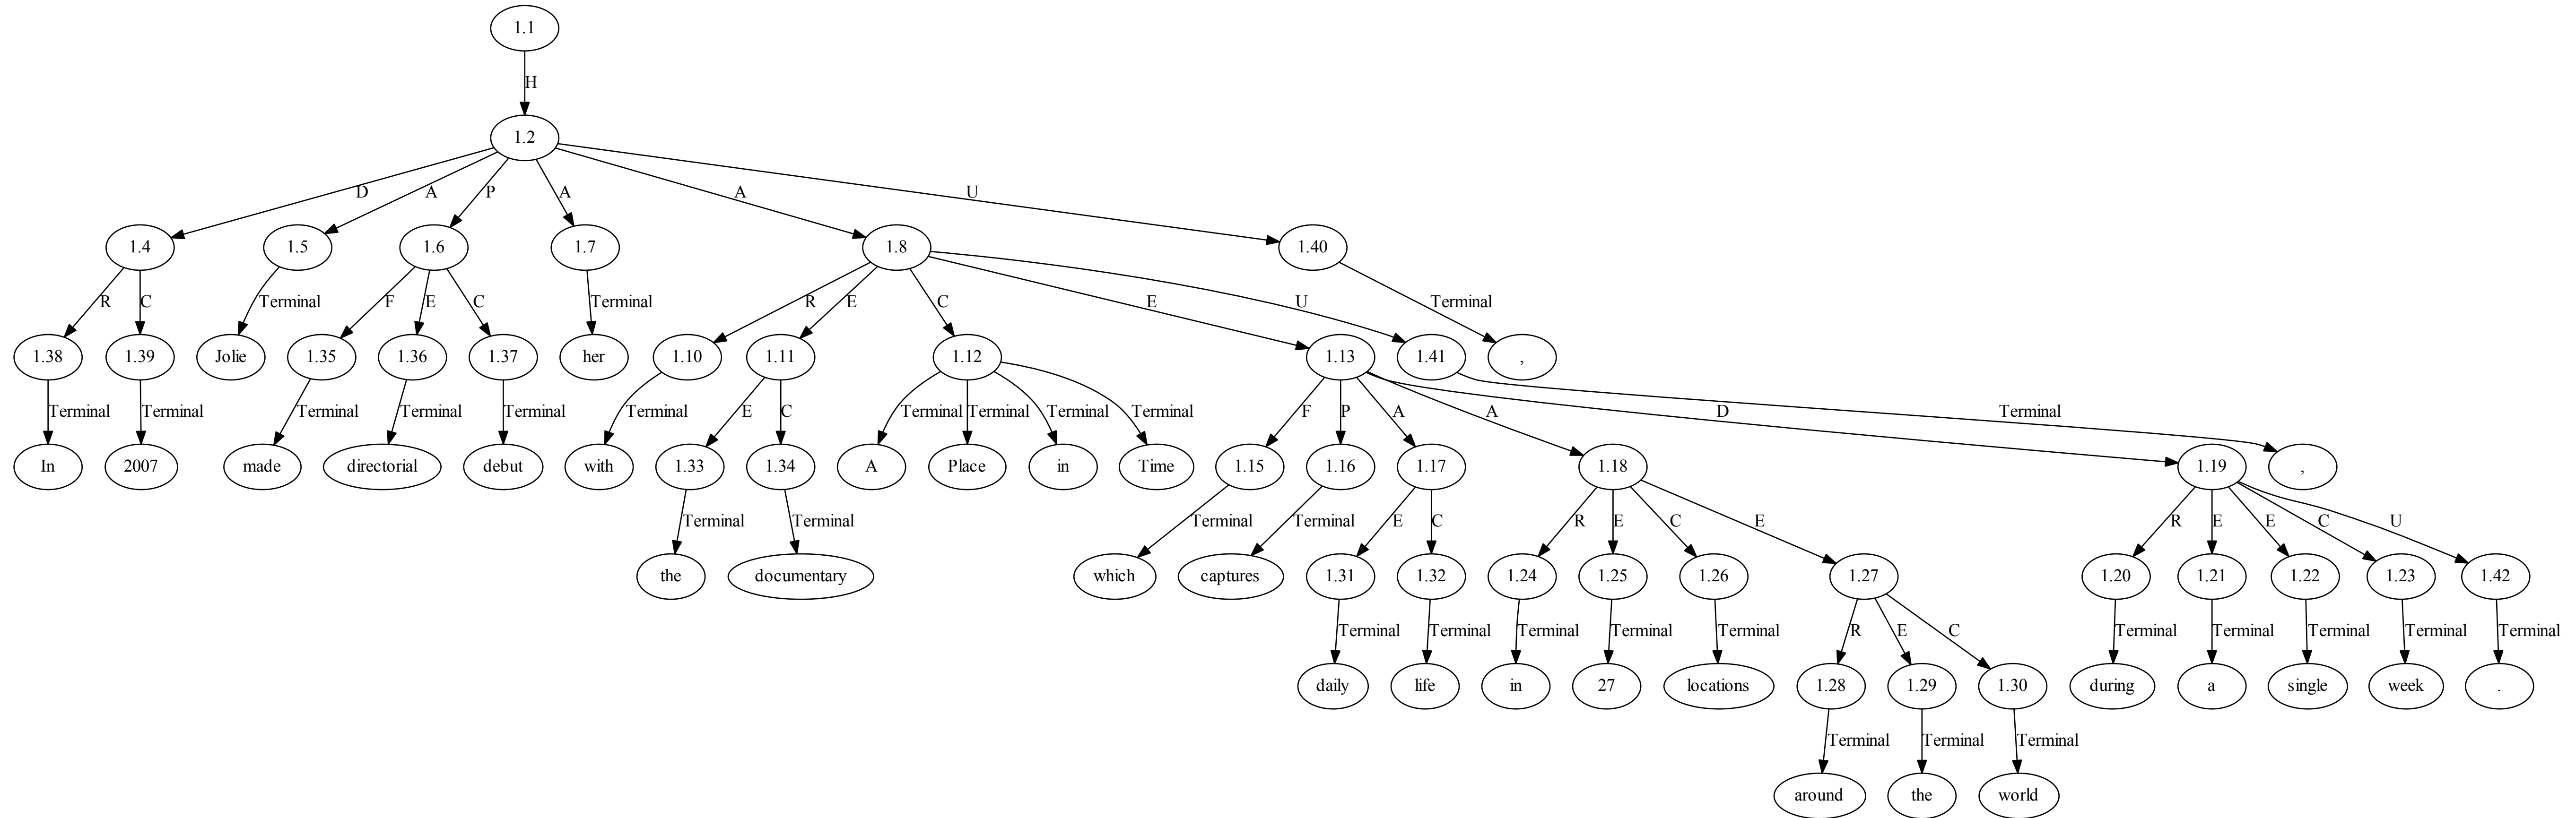 1.1
H
1.2
D A P A A U
1.4 1.5 1.6 1.7 1.8 1.40
R C Terminal F E C Terminal R E C E U Terminal
1.38 1.39 Jolie 1.35 1.36 1.37 her 1.10 1.11 1.12 1.13 1.41 ,
Terminal Terminal Terminal Terminal Terminal Terminal E C Terminal Terminal Terminal Terminal F P A A D Terminal
In 2007 made directorial debut with 1.33 1.34 A Place in Time 1.15 1.16 1.17 1.18 1.19 ,
Terminal Terminal Terminal Terminal E C R E C E R E E C U
the documentary which captures 1.31 1.32 1.24 1.25 1.26 1.27 1.20 1.21 1.22 1.23 1.42
Terminal Terminal Terminal Terminal Terminal R E C Terminal Terminal Terminal Terminal Terminal
daily life in 27 locations 1.28 1.29 1.30 during a single week .
Terminal Terminal Terminal
around the world